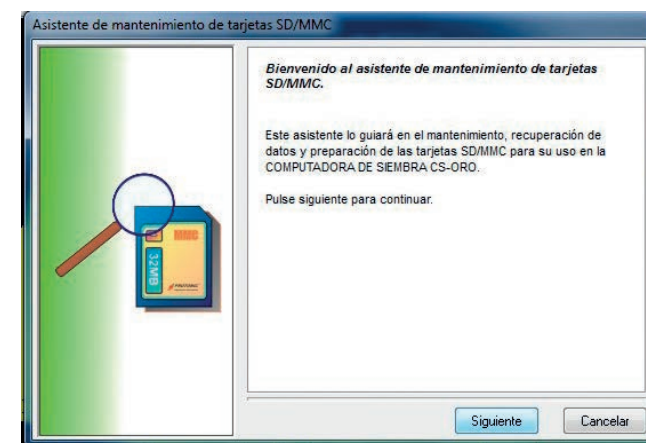 Asistente de mantenimiento de tarjetas SD/MMC
Bienvenido al asistente de mantenimiento de tarjetas
SD/MMC.
Este asistente lo guiará en el mantenimiento, recuperación de
datos y preparación de las tarjetas SD/MMC para su uso en la
COMPUTADORA DE SIEMBRA CS-ORO.
Pulse siguiente para continuar.
MMC
32MB
Siguiente
Cancelar